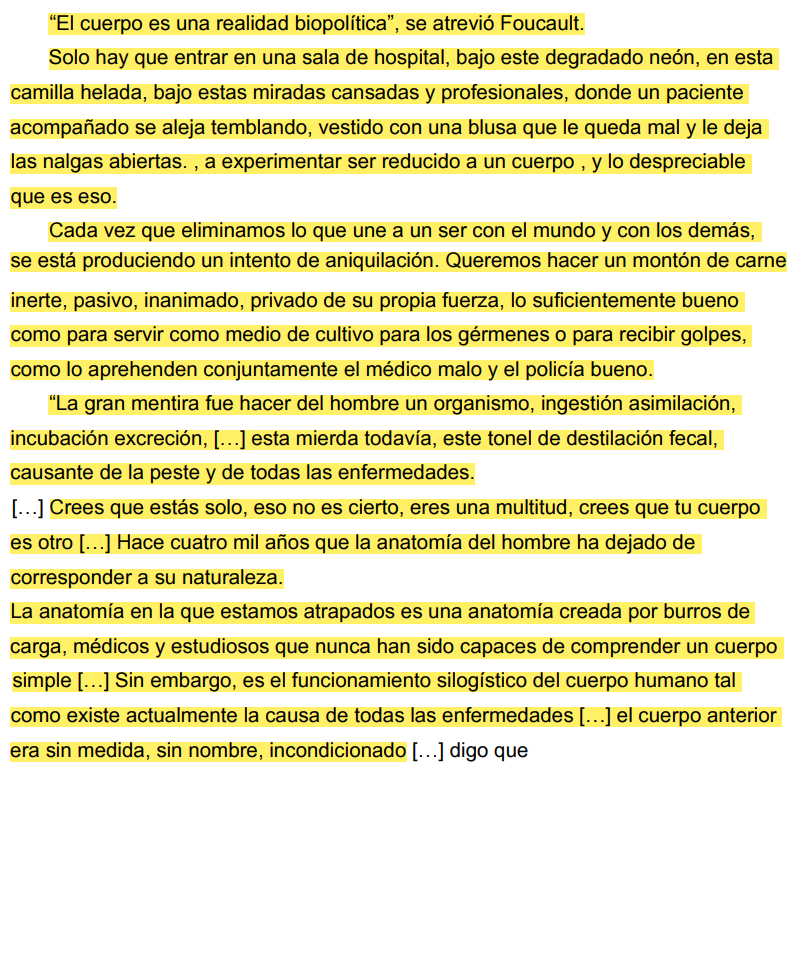 “El cuerpo es una realidad biopolítica”, se atrevió Foucault.
Solo hay que entrar en una sala de hospital, bajo este degradado neón, en esta
camilla helada, bajo estas miradas cansadas y profesionales, donde un paciente
acompañado se aleja temblando, vestido con una blusa que le queda mal y le deja
las nalgas abiertas. , a experimentar ser reducido a un cuerpo , y lo despreciable
que es eso.
Cada vez que eliminamos lo que une a un ser con el mundo y con los demás,
se está produciendo un intento de aniquilación. Queremos hacer un montón de carne
inerte, pasivo, inanimado, privado de su propia fuerza, lo suficientemente bueno
como para servir como medio de cultivo para los gérmenes o para recibir golpes,
como lo aprehenden conjuntamente el médico malo y el policía bueno.
“La gran mentira fue hacer del hombre un organismo, ingestión asimilación,
incubación excreción, […] esta mierda todavía, este tonel de destilación fecal,
causante de la peste y de todas las enfermedades.
[…] Crees que estás solo, eso no es cierto, eres una multitud, crees que tu cuerpo
es otro […] Hace cuatro mil años que la anatomía del hombre ha dejado de
corresponder a su naturaleza.
La anatomía en la que estamos atrapados es una anatomía creada por burros de
carga, médicos y estudiosos que nunca han sido capaces de comprender un cuerpo
simple […] Sin embargo, es el funcionamiento silogístico del cuerpo humano tal
como existe actualmente la causa de todas las enfermedades […] el cuerpo anterior
era sin medida, sin nombre, incondicionado […] digo que